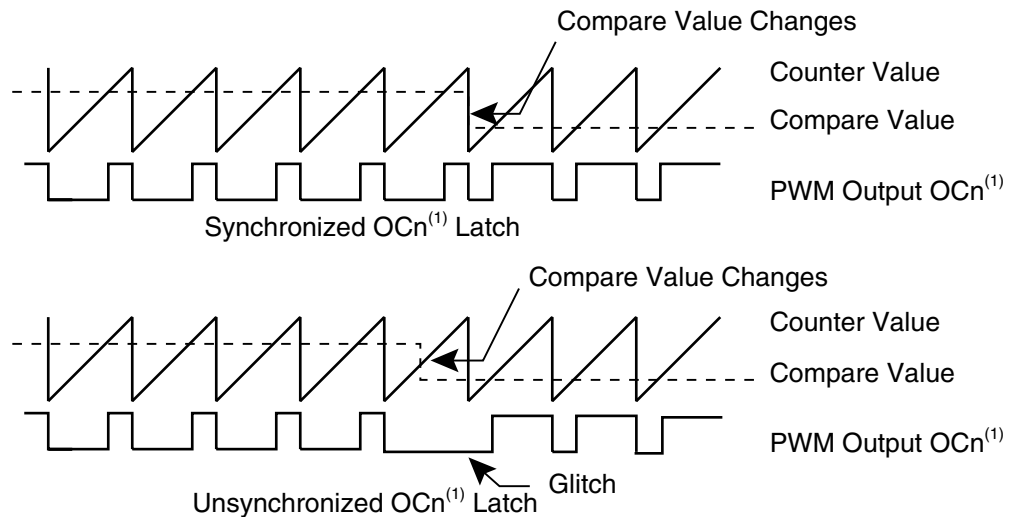 Compare Value Changes
Counter Value
Compare Value
PWM Output OCn(1)
Synchronized OCn(1) Latch
Compare Value Changes
Counter Value
Compare Value
PWM Output OCn(1)
Glitch
Unsynchronized OCn(1) Latch